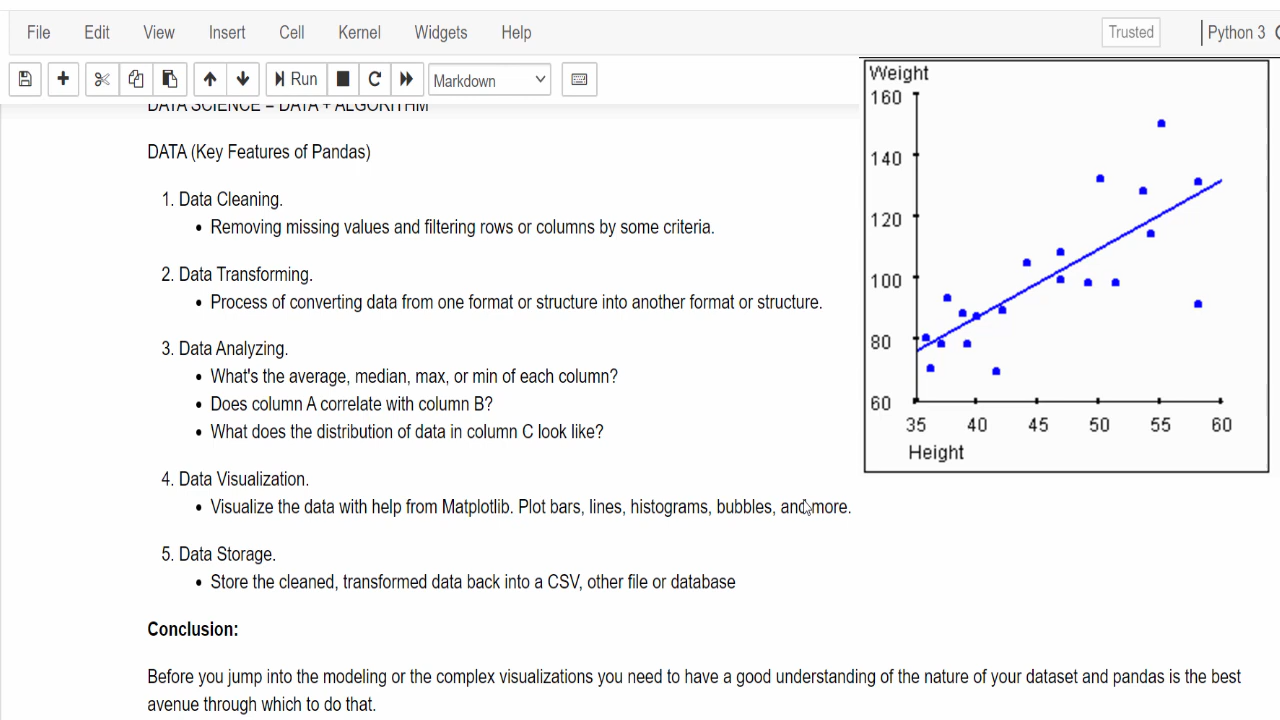 File Edit View Insert Cell Kernel Widgets Help Trusted Python 3
Run Markdown
DATA SCIENCE = DATA + ALGORITHM
DATA (Key Features of Pandas)
1. Data Cleaning.
• Removing missing values and filtering rows or columns by some criteria.
2. Data Transforming.
• Process of converting data from one format or structure into another format or structure.
3. Data Analyzing.
• What's the average, median, max, or min of each column?
• Does column A correlate with column B?
• What does the distribution of data in column C look like?
4. Data Visualization.
• Visualize the data with help from Matplotlib. Plot bars, lines, histograms, bubbles, and more.
5. Data Storage.
• Store the cleaned, transformed data back into a CSV, other file or database
Conclusion:
Before you jump into the modeling or the complex visualizations you need to have a good understanding of the nature of your dataset and pandas is the best
avenue through which to do that.
Weight
160
140
120
100
80
60
35 40 45 50 55 60
Height